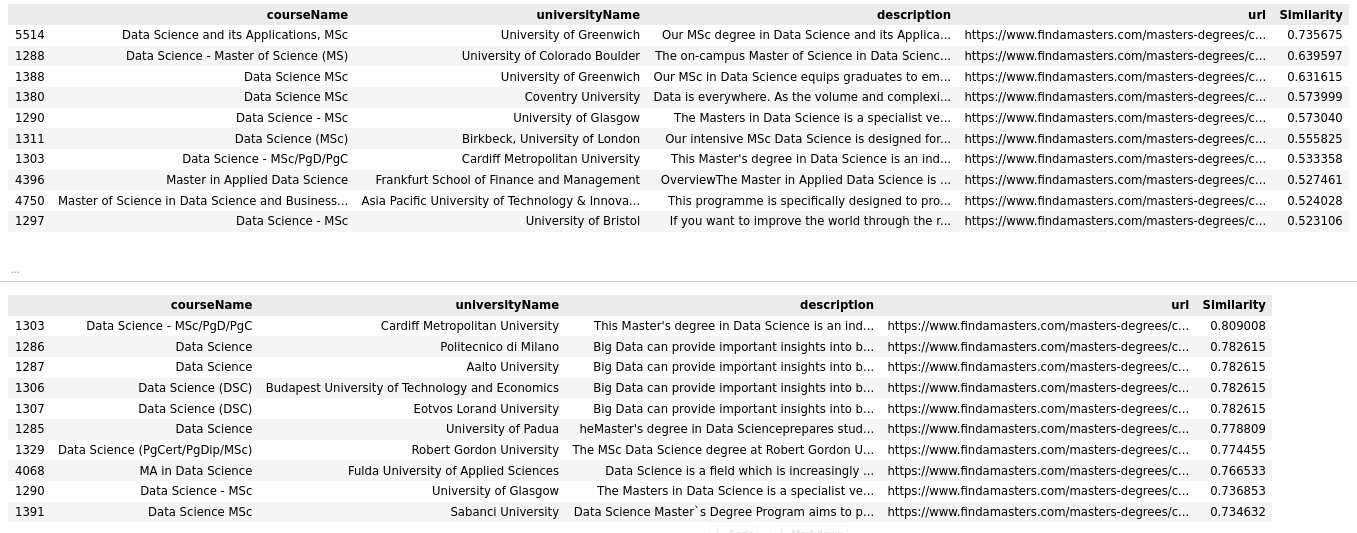 courseName universityName description url Similarity
5514 Data Science and its Applications, MSc University of Greenwich Our MSc degree in Data Science and its Applica... https://www.findamasters.com/masters-degrees/c... 0.735675
1288 Data Science - Master of Science (MS) University of Colorado Boulder The on-campus Master of Science in Data Scienc... https://www.findamasters.com/masters-degrees/c... 0.639597
1388 Data Science MSc University of Greenwich Our MSc in Data Science equips graduates to em... https://www.findamasters.com/masters-degrees/c... 0.631615
1380 Data Science MSc Coventry University Data is everywhere. As the volume and complexi... https://www.findamasters.com/masters-degrees/c... 0.573999
1290 Data Science - MSc University of Glasgow The Masters in Data Science is a specialist ve... https://www.findamasters.com/masters-degrees/c... 0.573040
1311 Data Science (MSc) Birkbeck, University of London Our intensive MSc Data Science is designed for... https://www.findamasters.com/masters-degrees/c... 0.555825
1303 Data Science - MSc/PgD/PgC Cardiff Metropolitan University This Master's degree in Data Science is an ind... https://www.findamasters.com/masters-degrees/c... 0.533358
4396 Master in Applied Data Science Frankfurt School of Finance and Management OverviewThe Master in Applied Data Science is ... https://www.findamasters.com/masters-degrees/c... 0.527461
4750 Master of Science in Data Science and Business... Asia Pacific University of Technology & Innova... This programme is specifically designed to pro... https://www.findamasters.com/masters-degrees/c... 0.524028
1297 Data Science - MSc University of Bristol If you want to improve the world through the r... https://www.findamasters.com/masters-degrees/c... 0.523106
...
courseName universityName description url Similarity
1303 Data Science - MSc/PgD/PgC Cardiff Metropolitan University This Master's degree in Data Science is an ind... https://www.findamasters.com/masters-degrees/c... 0.809008
1286 Data Science Politecnico di Milano Big Data can provide important insights into b... https://www.findamasters.com/masters-degrees/c... 0.782615
1287 Data Science Aalto University Big Data can provide important insights into b... https://www.findamasters.com/masters-degrees/c... 0.782615
1306 Data Science (DSC) Budapest University of Technology and Economics Big Data can provide important insights into b... https://www.findamasters.com/masters-degrees/c... 0.782615
1307 Data Science (DSC) Eotvos Lorand University Big Data can provide important insights into b... https://www.findamasters.com/masters-degrees/c... 0.782615
1285 Data Science University of Padua heMaster's degree in Data Scienceprepares stud... https://www.findamasters.com/masters-degrees/c... 0.778809
1329 Data Science (PgCert/PgDip/MSc) Robert Gordon University The MSc Data Science degree at Robert Gordon U... https://www.findamasters.com/masters-degrees/c... 0.774455
4068 MA in Data Science Fulda University of Applied Sciences Data Science is a field which is increasingly ... https://www.findamasters.com/masters-degrees/c... 0.766533
1290 Data Science - MSc University of Glasgow The Masters in Data Science is a specialist ve... https://www.findamasters.com/masters-degrees/c... 0.736853
1391 Data Science MSc Sabanci University Data Science Master`s Degree Program aims to p... https://www.findamasters.com/masters-degrees/c... 0.734632